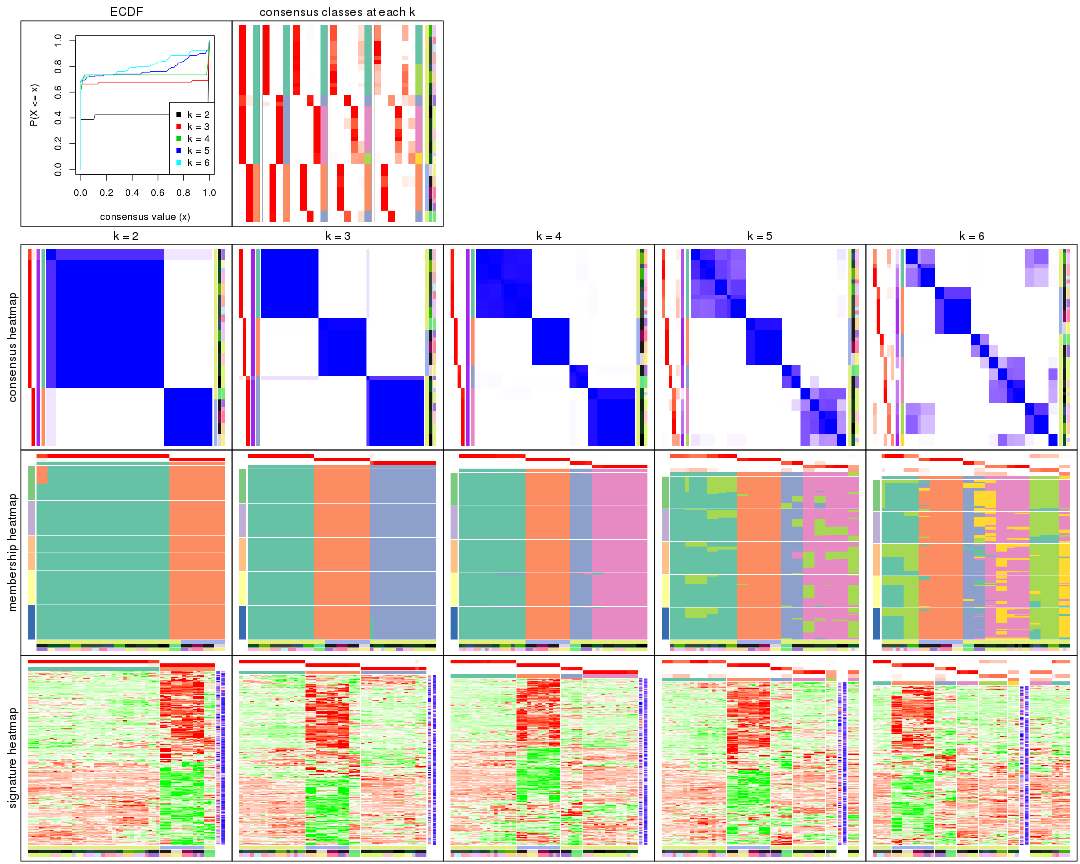 ECDF
consensus classes at each k
P(X <= x)
1.0
0.8
0.6
0.4
0.2
0.0
k = 2
k = 3
k = 4
k = 5
k = 6
0.0 0.2 0.4 0.6 0.8 1.0
consensus value (x)
k = 2
k = 3
k = 4
k = 5
k = 6
consensus heatmap
membership heatmap
signature heatmap